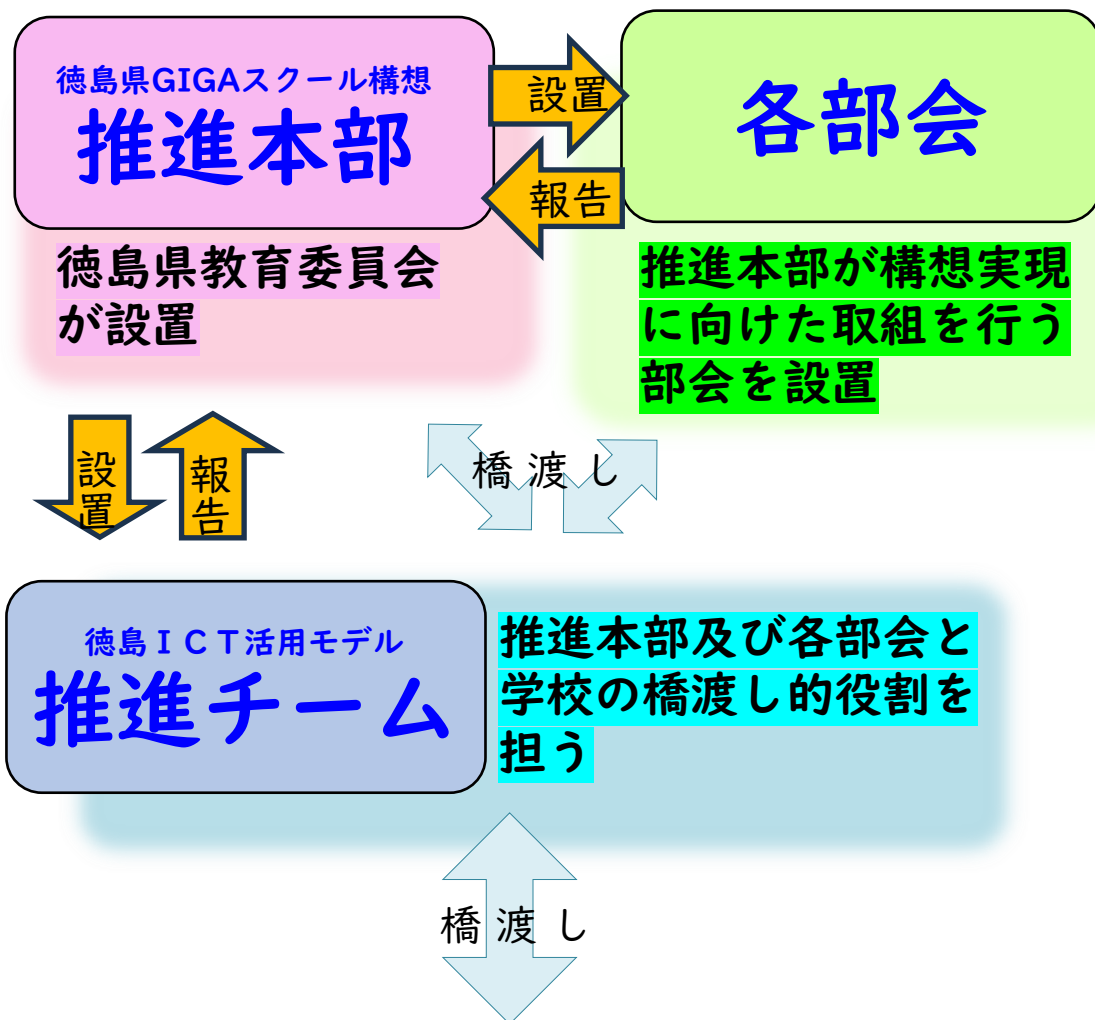 徳島県GIGAスクール構想
推進本部
設置
報告
各部会
徳島県教育委員会
が設置
推進本部が構想実現
に向けた取組を行う
部会を設置
設置
報告
橋渡し
徳島ＩＣＴ活用モデル
推進チーム
推進本部及び各部会と
学校の橋渡し的役割を
担う
橋渡し